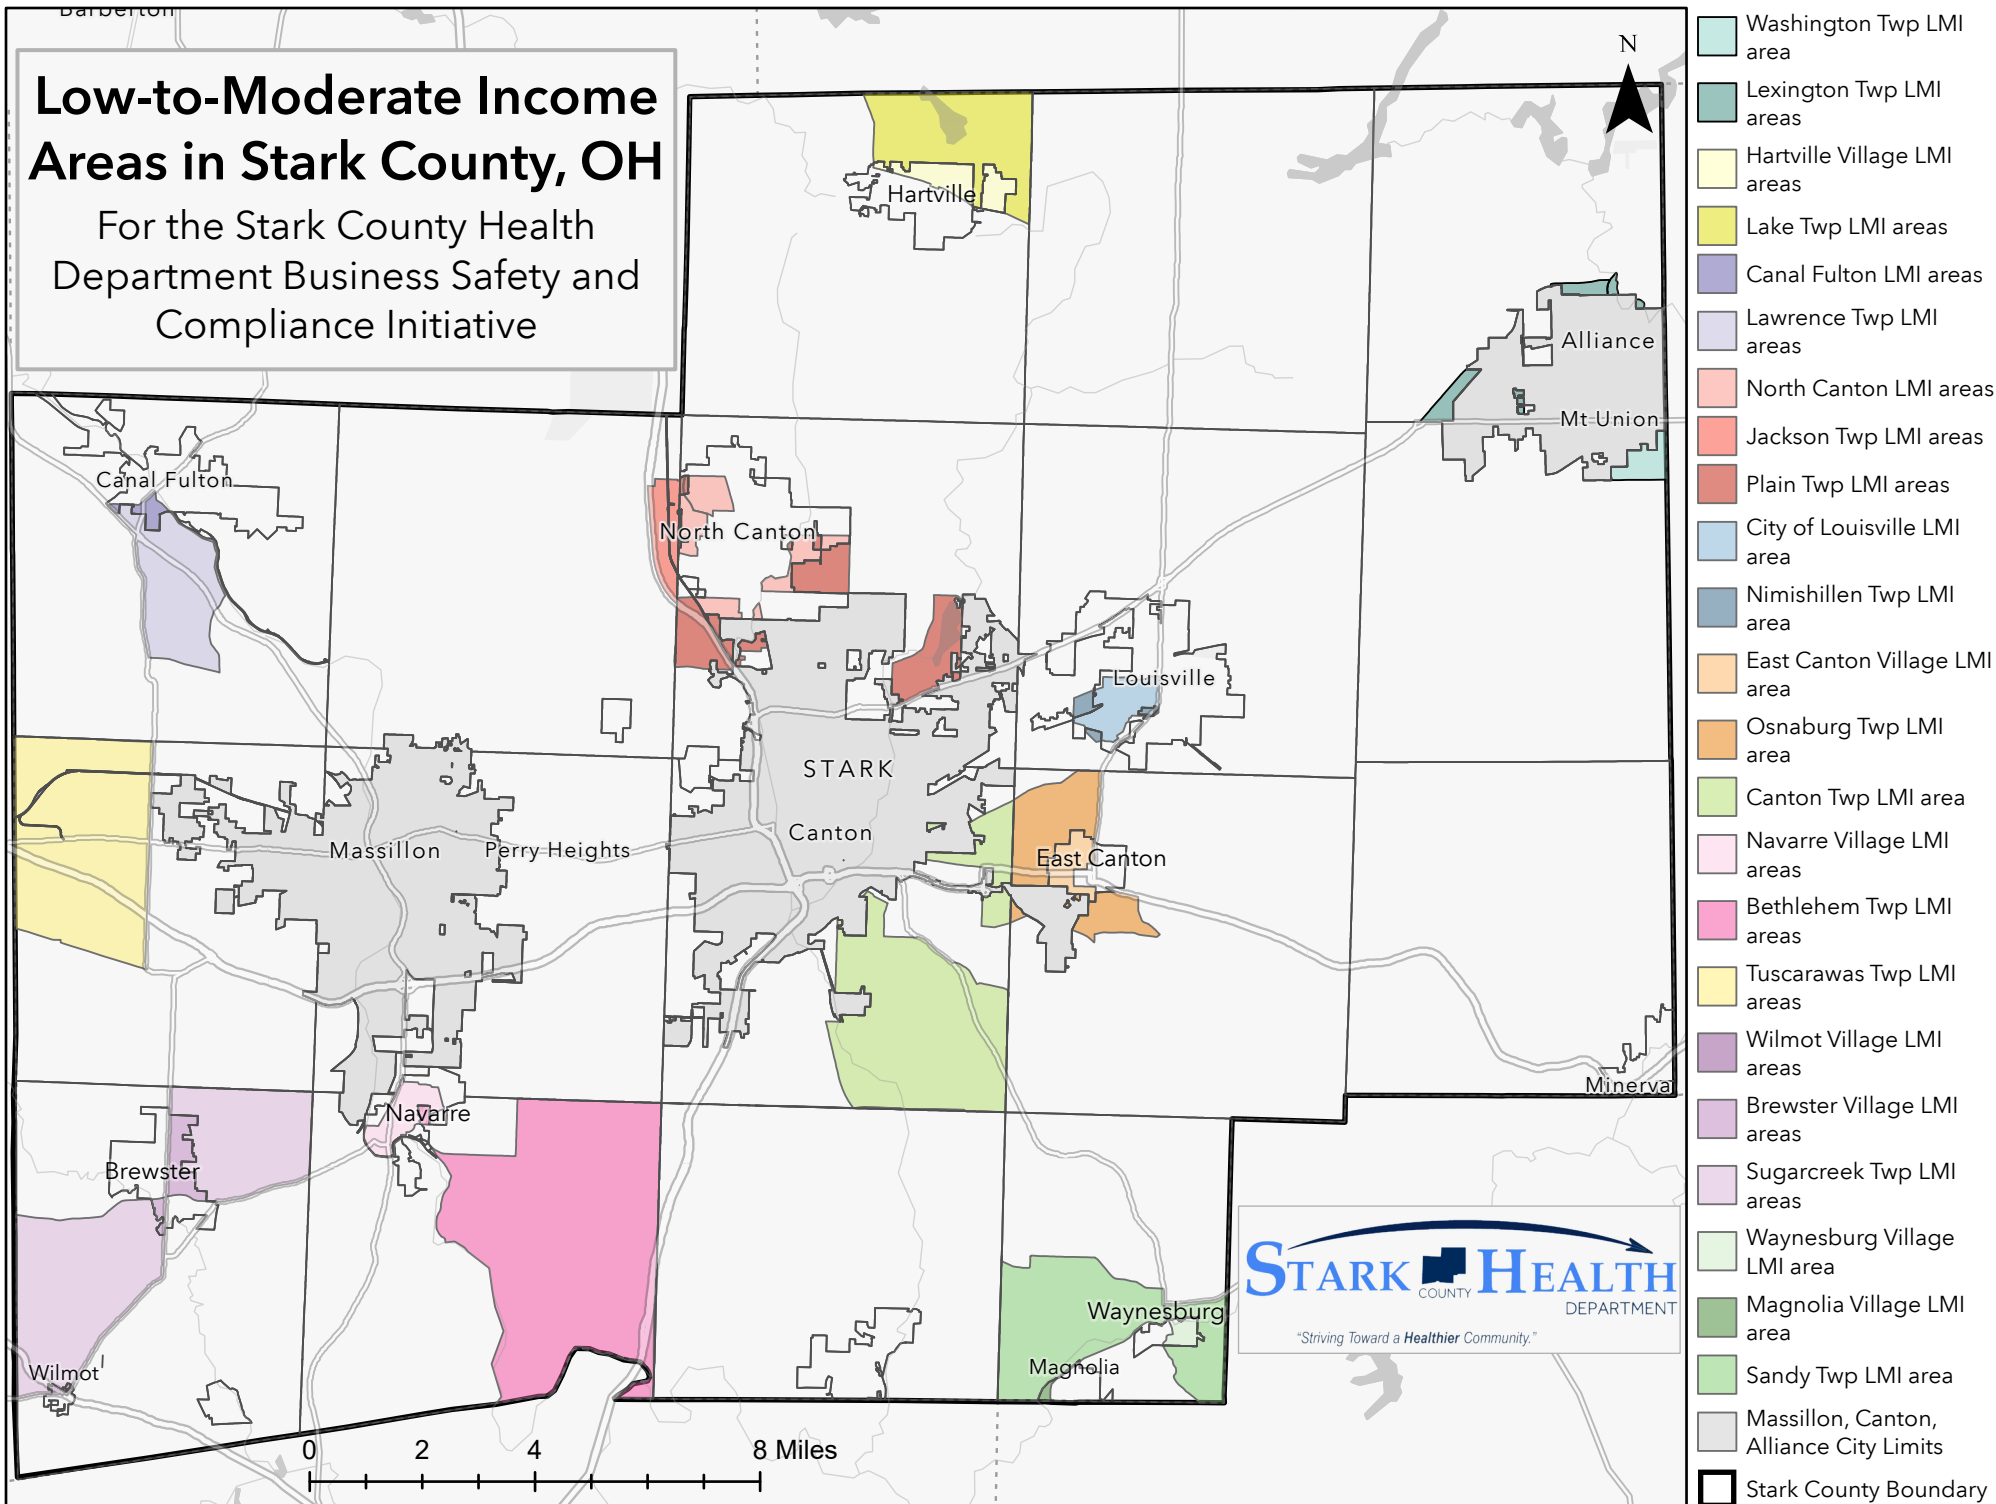 Barberton
Low-to-Moderate Income
Areas in Stark County, OH
For the Stark County Health
Department Business Safety and
Compliance Initiative
N
Hartville
Alliance
Mt Union
Canal Fulton
North Canton
Louisville
STARK
Canton
Massillon
Perry Heights
East Canton
Minerva
Navarre
Brewster
Waynesburg
Magnolia
Wilmot
STARK COUNTY HEALTH
DEPARTMENT
"Striving Toward a Healthier Community."
0 2 4 8 Miles
Washington Twp LMI
area
Lexington Twp LMI
areas
Hartville Village LMI
areas
Lake Twp LMI areas
Canal Fulton LMI areas
Lawrence Twp LMI
areas
North Canton LMI areas
Jackson Twp LMI areas
Plain Twp LMI areas
City of Louisville LMI
area
Nimishillen Twp LMI
area
East Canton Village LMI
area
Osnaburg Twp LMI
area
Canton Twp LMI area
Navarre Village LMI
areas
Bethlehem Twp LMI
areas
Tuscarawas Twp LMI
areas
Wilmot Village LMI
areas
Brewster Village LMI
areas
Sugarcreek Twp LMI
areas
Waynesburg Village
LMI area
Magnolia Village LMI
area
Sandy Twp LMI area
Massillon, Canton,
Alliance City Limits
Stark County Boundary